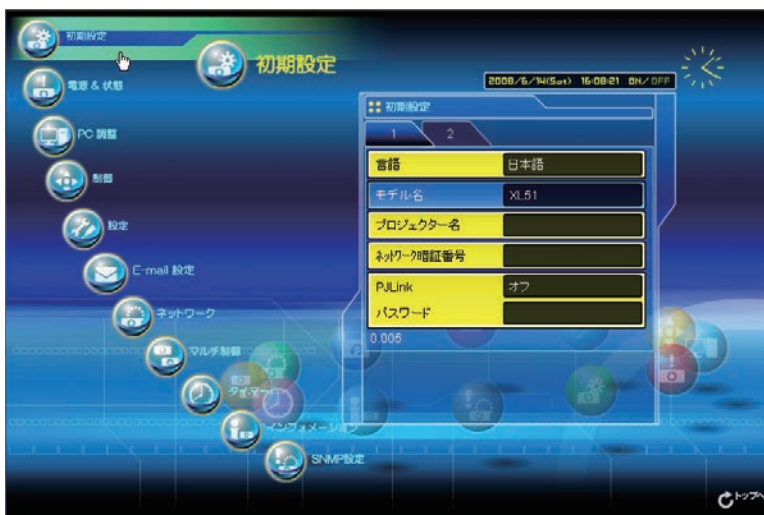 初期設定
初期設定
電源 & 状態
PC 調整
制御
設定
E-mail 設定
ネットワーク
マルチ制御
タイマー
インフォメーション
SNMP設定
2008/6/14(Sat) 16:08:21 ON/OFF
初期設定
1 2
言語 日本語
モデル名 XL51
プロジェクター名
ネットワーク暗証番号
PJLink オフ
パスワード
0.005
トップへ